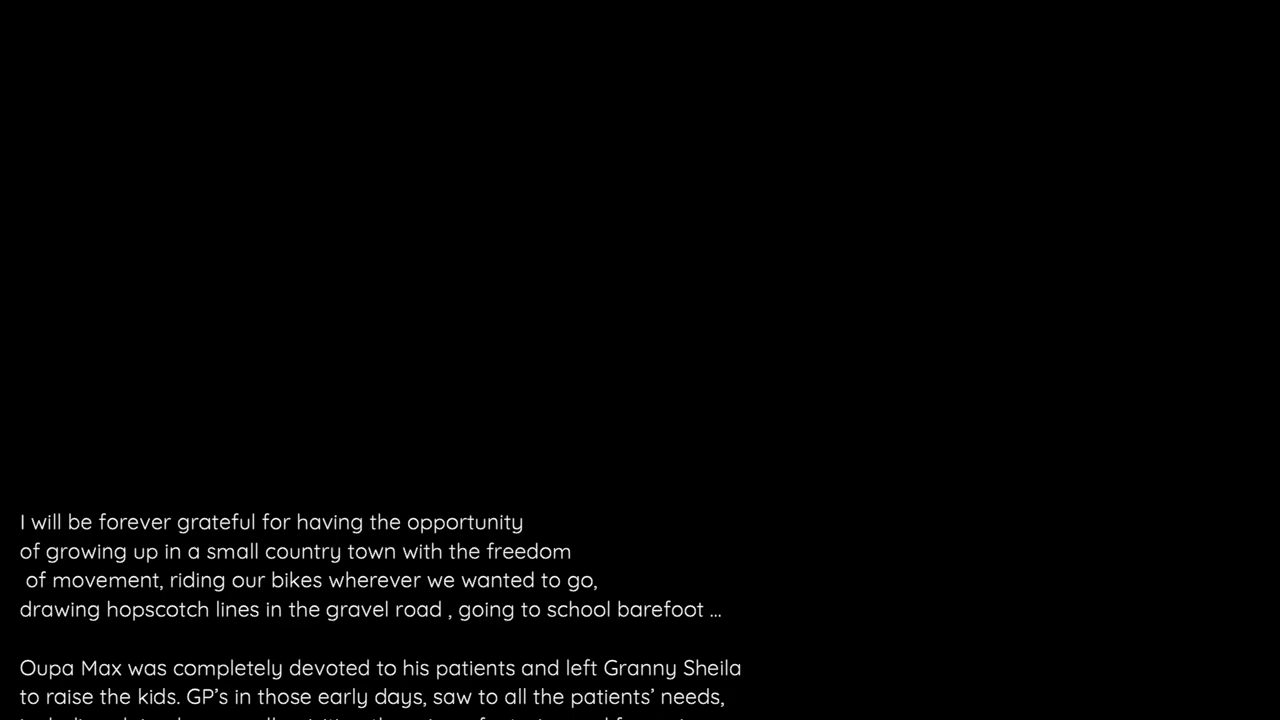 I will be forever grateful for having the opportunity
of growing up in a small country town with the freedom
of movement, riding our bikes wherever we wanted to go,
drawing hopscotch lines in the gravel road , going to school barefoot ...
Oupa Max was completely devoted to his patients and left Granny Sheila
to raise the kids. GP’s in those early days, saw to all the patients’ needs,